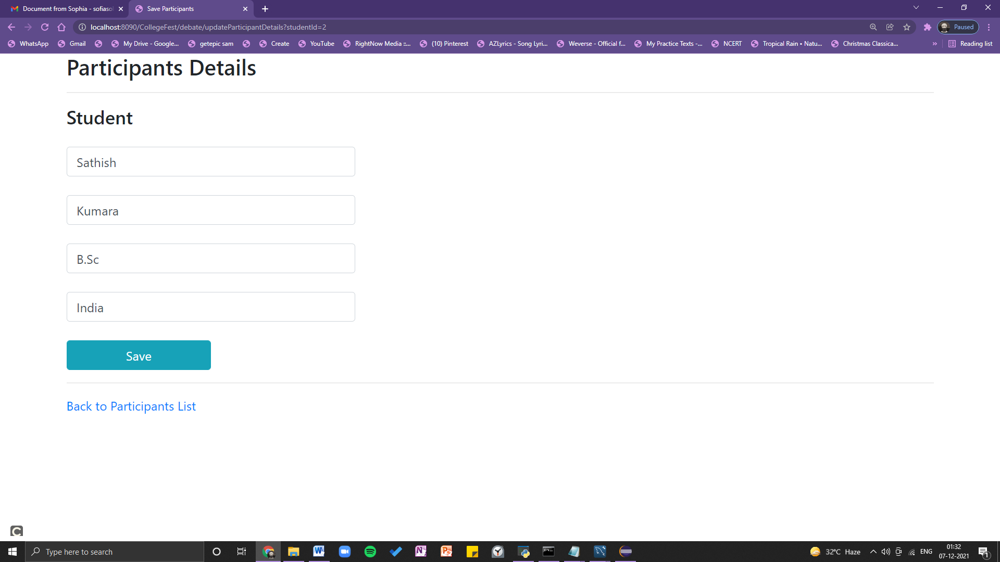 Document from Sophia - sofiasol
Save Participants
localhost:8090/CollegeFest/debate/updateParticipantDetails?studentId=2
Paused
WhatsApp
Gmail
My Drive - Google...
getepic sam
Create
YouTube
RightNow Media ::...
(10) Pinterest
AZLyrics - Song Lyri...
Weverse - Official f...
My Practice Texts -...
NCERT
Tropical Rain • Natu...
Christmas Classica...
»
Reading list
Participants Details
Student
Sathish
Kumara
B.Sc
India
Save
Back to Participants List
Type here to search
32°C Haze
ENG
01:32
07-12-2021
1